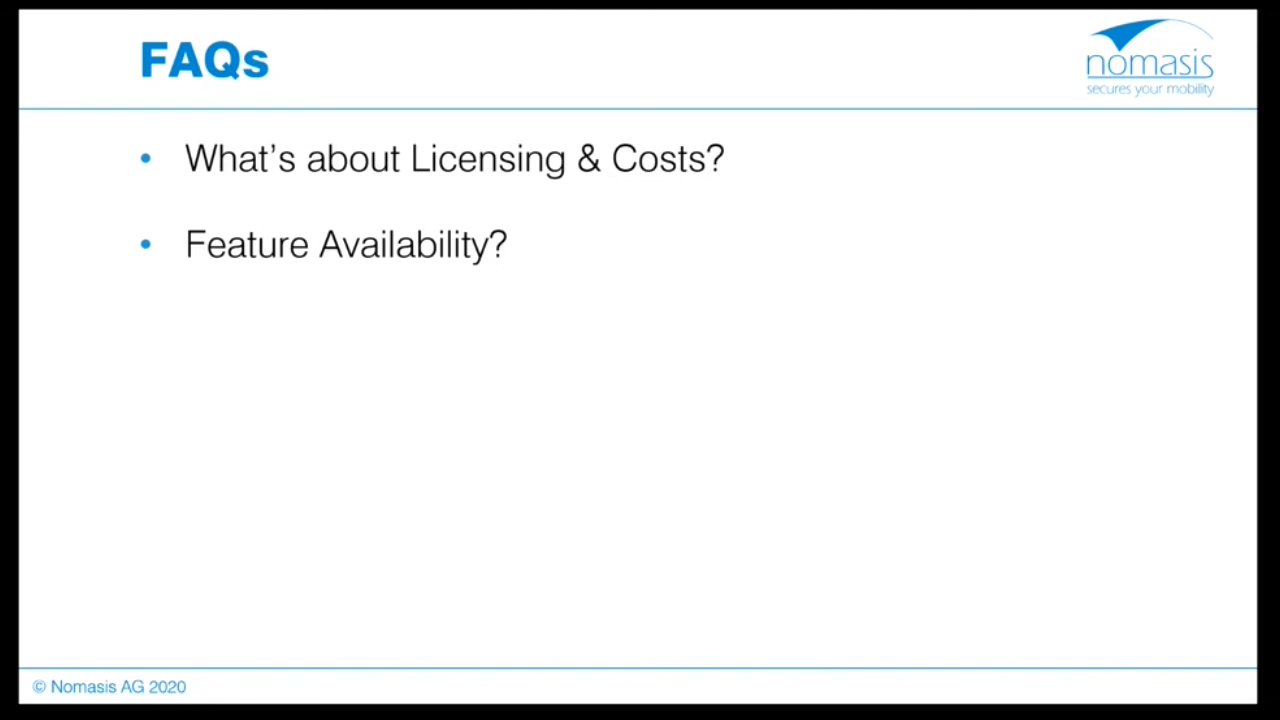 FAQs
nomasis
secures your mobility
• What's about Licensing & Costs?
• Feature Availability?
© Nomasis AG 2020